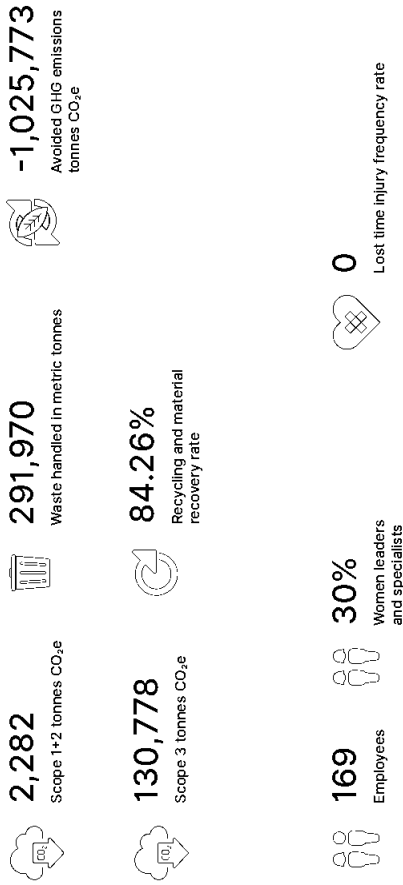 2,282
Scope 1+2 tonnes CO₂e
291,970
Waste handled in metric tonnes
-1,025,773
Avoided GHG emissions
tonnes CO₂e
130,778
Scope 3 tonnes CO₂e
84.26%
Recycling and material
recovery rate
169
Employees
30%
Women leaders
and specialists
0
Lost time injury frequency rate
CO₂
CO₂